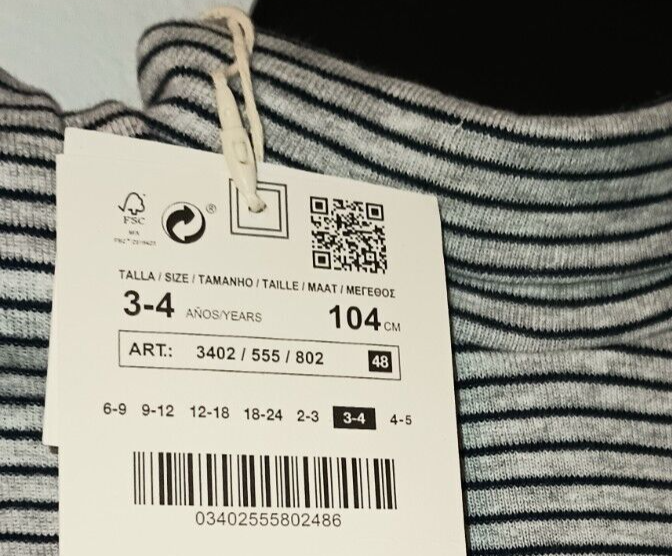 FSC
®
TALLA / SIZE / TAMANHO / TAILLE / MAAT / ΜΕΓΕΘΟΣ
3-4 AÑOS/YEARS 104 CM
ART.: 3402 / 555 / 802 48
6-9 9-12 12-18 18-24 2-3 3-4 4-5
03402555802486